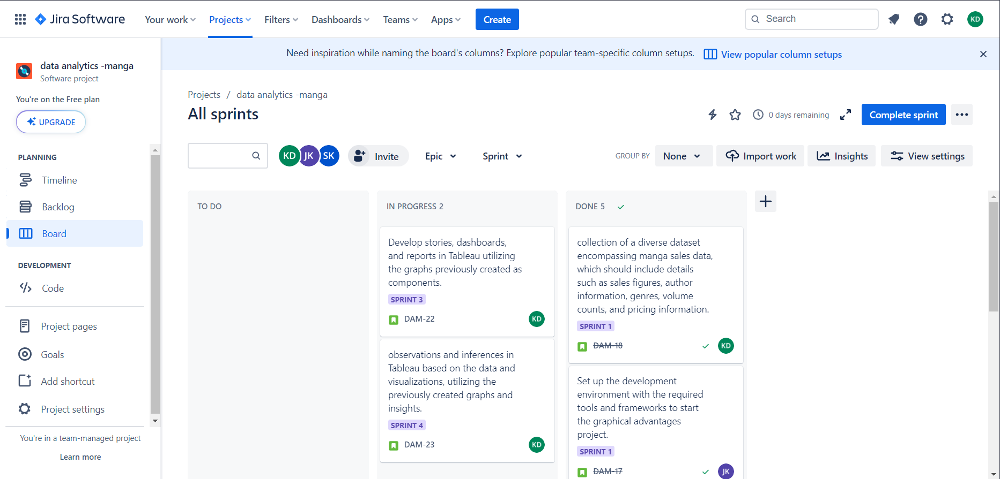 Jira Software
Your work
Projects
Filters
Dashboards
Teams
Apps
Create
Search
KD
Need inspiration while naming the board's columns? Explore popular team-specific column setups.
View popular column setups
data analytics -manga
Software project
You're on the Free plan
UPGRADE
PLANNING
Timeline
Backlog
Board
DEVELOPMENT
Code
Project pages
Goals
Add shortcut
Project settings
You're in a team-managed project
Learn more
Projects / data analytics -manga
All sprints
0 days remaining
Complete sprint
KD JK SK
Invite
Epic
Sprint
GROUP BY
None
Import work
Insights
View settings
TO DO
IN PROGRESS 2
Develop stories, dashboards,
and reports in Tableau utilizing
the graphs previously created as
components.
SPRINT 3
DAM-22
KD
observations and inferences in
Tableau based on the data and
visualizations, utilizing the
previously created graphs and
insights.
SPRINT 4
DAM-23
KD
DONE 5
collection of a diverse dataset
encompassing manga sales data,
which should include details
such as sales figures, author
information, genres, volume
counts, and pricing information.
SPRINT 1
DAM-18
KD
Set up the development
environment with the required
tools and frameworks to start
the graphical advantages
project.
SPRINT 1
DAM-17
JK